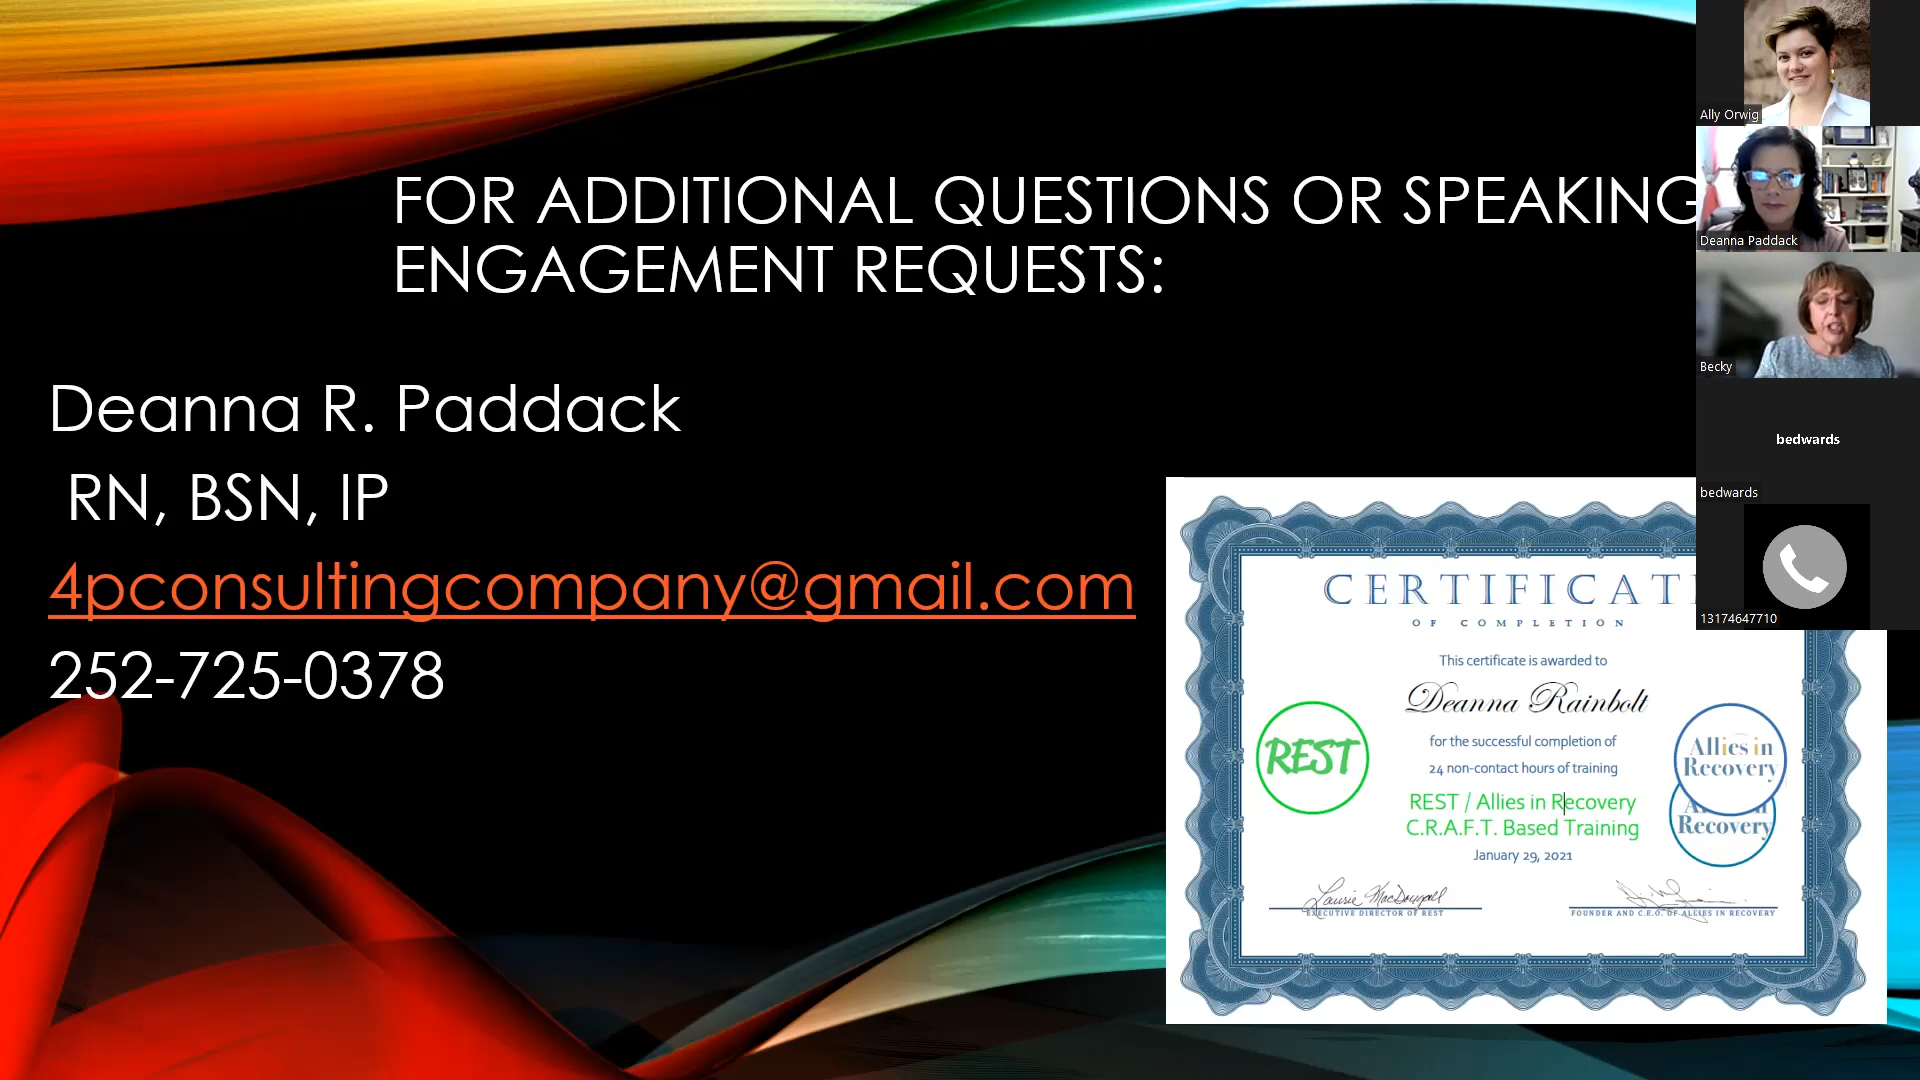 FOR ADDITIONAL QUESTIONS OR SPEAKING
ENGAGEMENT REQUESTS:
Deanna R. Paddack
RN, BSN, IP
4pconsultingcompany@gmail.com
252-725-0378
CERTIFICATE
OF COMPLETION
This certificate is awarded to
Deanna Rainbolt
for the successful completion of
24 non-contact hours of training
REST / Allies in Recovery
C.R.A.F.T. Based Training
January 29, 2021
REST
Allies in
Recovery
Recovery
Laurie MacDougall
EXECUTIVE DIRECTOR OF REST
FOUNDER AND C.E.O. OF ALLIES IN RECOVERY
Ally Orwig
Deanna Paddack
Becky
bedwards
bedwards
13174647710